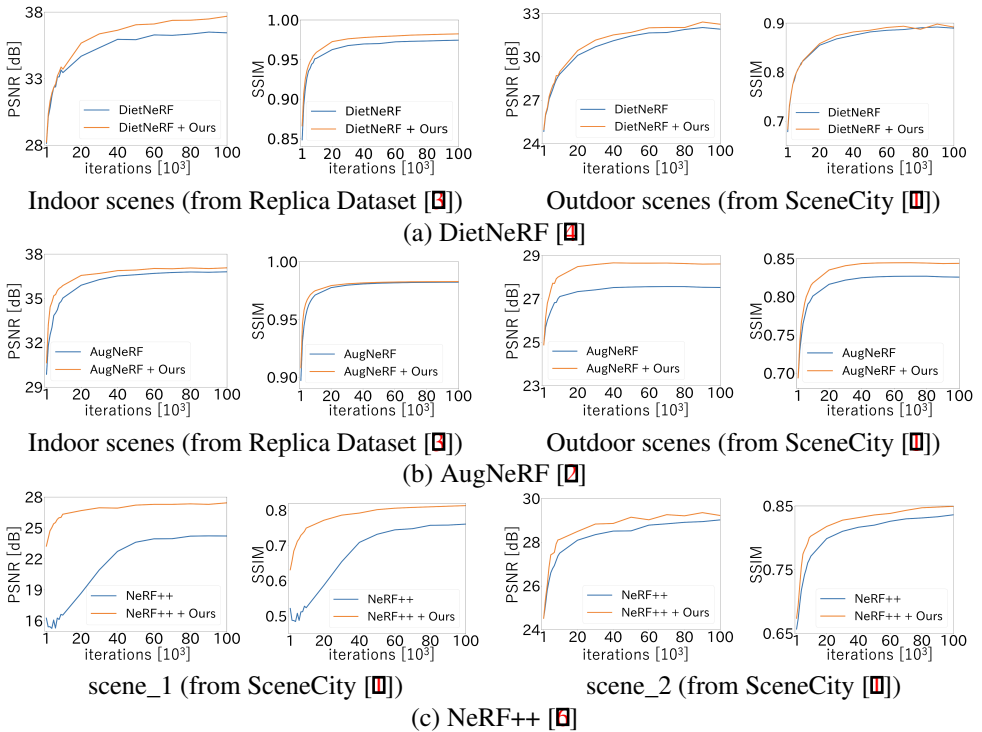 38
33
28
PSNR [dB]
DietNeRF
DietNeRF + Ours
1 20 40 60 80 100
iterations [10³]
1.00
0.95
0.90
0.85
SSIM
DietNeRF
DietNeRF + Ours
1 20 40 60 80 100
iterations [10³]
33
30
27
24
PSNR [dB]
DietNeRF
DietNeRF + Ours
1 20 40 60 80 100
iterations [10³]
0.9
0.8
0.7
SSIM
DietNeRF
DietNeRF + Ours
1 20 40 60 80 100
iterations [10³]
Indoor scenes (from Replica Dataset [3])
Outdoor scenes (from SceneCity [1])
(a) DietNeRF [4]
38
35
32
29
PSNR [dB]
AugNeRF
AugNeRF + Ours
1 20 40 60 80 100
iterations [10³]
1.00
0.95
0.90
SSIM
AugNeRF
AugNeRF + Ours
1 20 40 60 80 100
iterations [10³]
29
27
25
23
PSNR [dB]
AugNeRF
AugNeRF + Ours
1 20 40 60 80 100
iterations [10³]
0.85
0.80
0.75
0.70
SSIM
AugNeRF
AugNeRF + Ours
1 20 40 60 80 100
iterations [10³]
Indoor scenes (from Replica Dataset [3])
Outdoor scenes (from SceneCity [1])
(b) AugNeRF [2]
28
24
19
16
PSNR [dB]
NeRF++
NeRF++ + Ours
1 20 40 60 80 100
iterations [10³]
0.8
0.7
0.6
0.5
SSIM
NeRF++
NeRF++ + Ours
1 20 40 60 80 100
iterations [10³]
30
28
26
24
PSNR [dB]
NeRF++
NeRF++ + Ours
1 20 40 60 80 100
iterations [10³]
0.85
0.75
0.65
SSIM
NeRF++
NeRF++ + Ours
1 20 40 60 80 100
iterations [10³]
scene_1 (from SceneCity [1])
scene_2 (from SceneCity [1])
(c) NeRF++ [6]